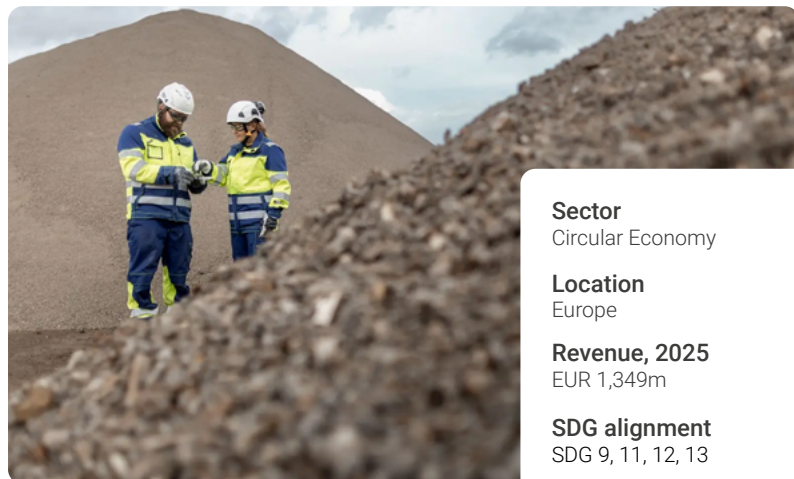 Sector
Circular Economy
Location
Europe
Revenue, 2025
EUR 1,349m
SDG alignment
SDG 9, 11, 12, 13